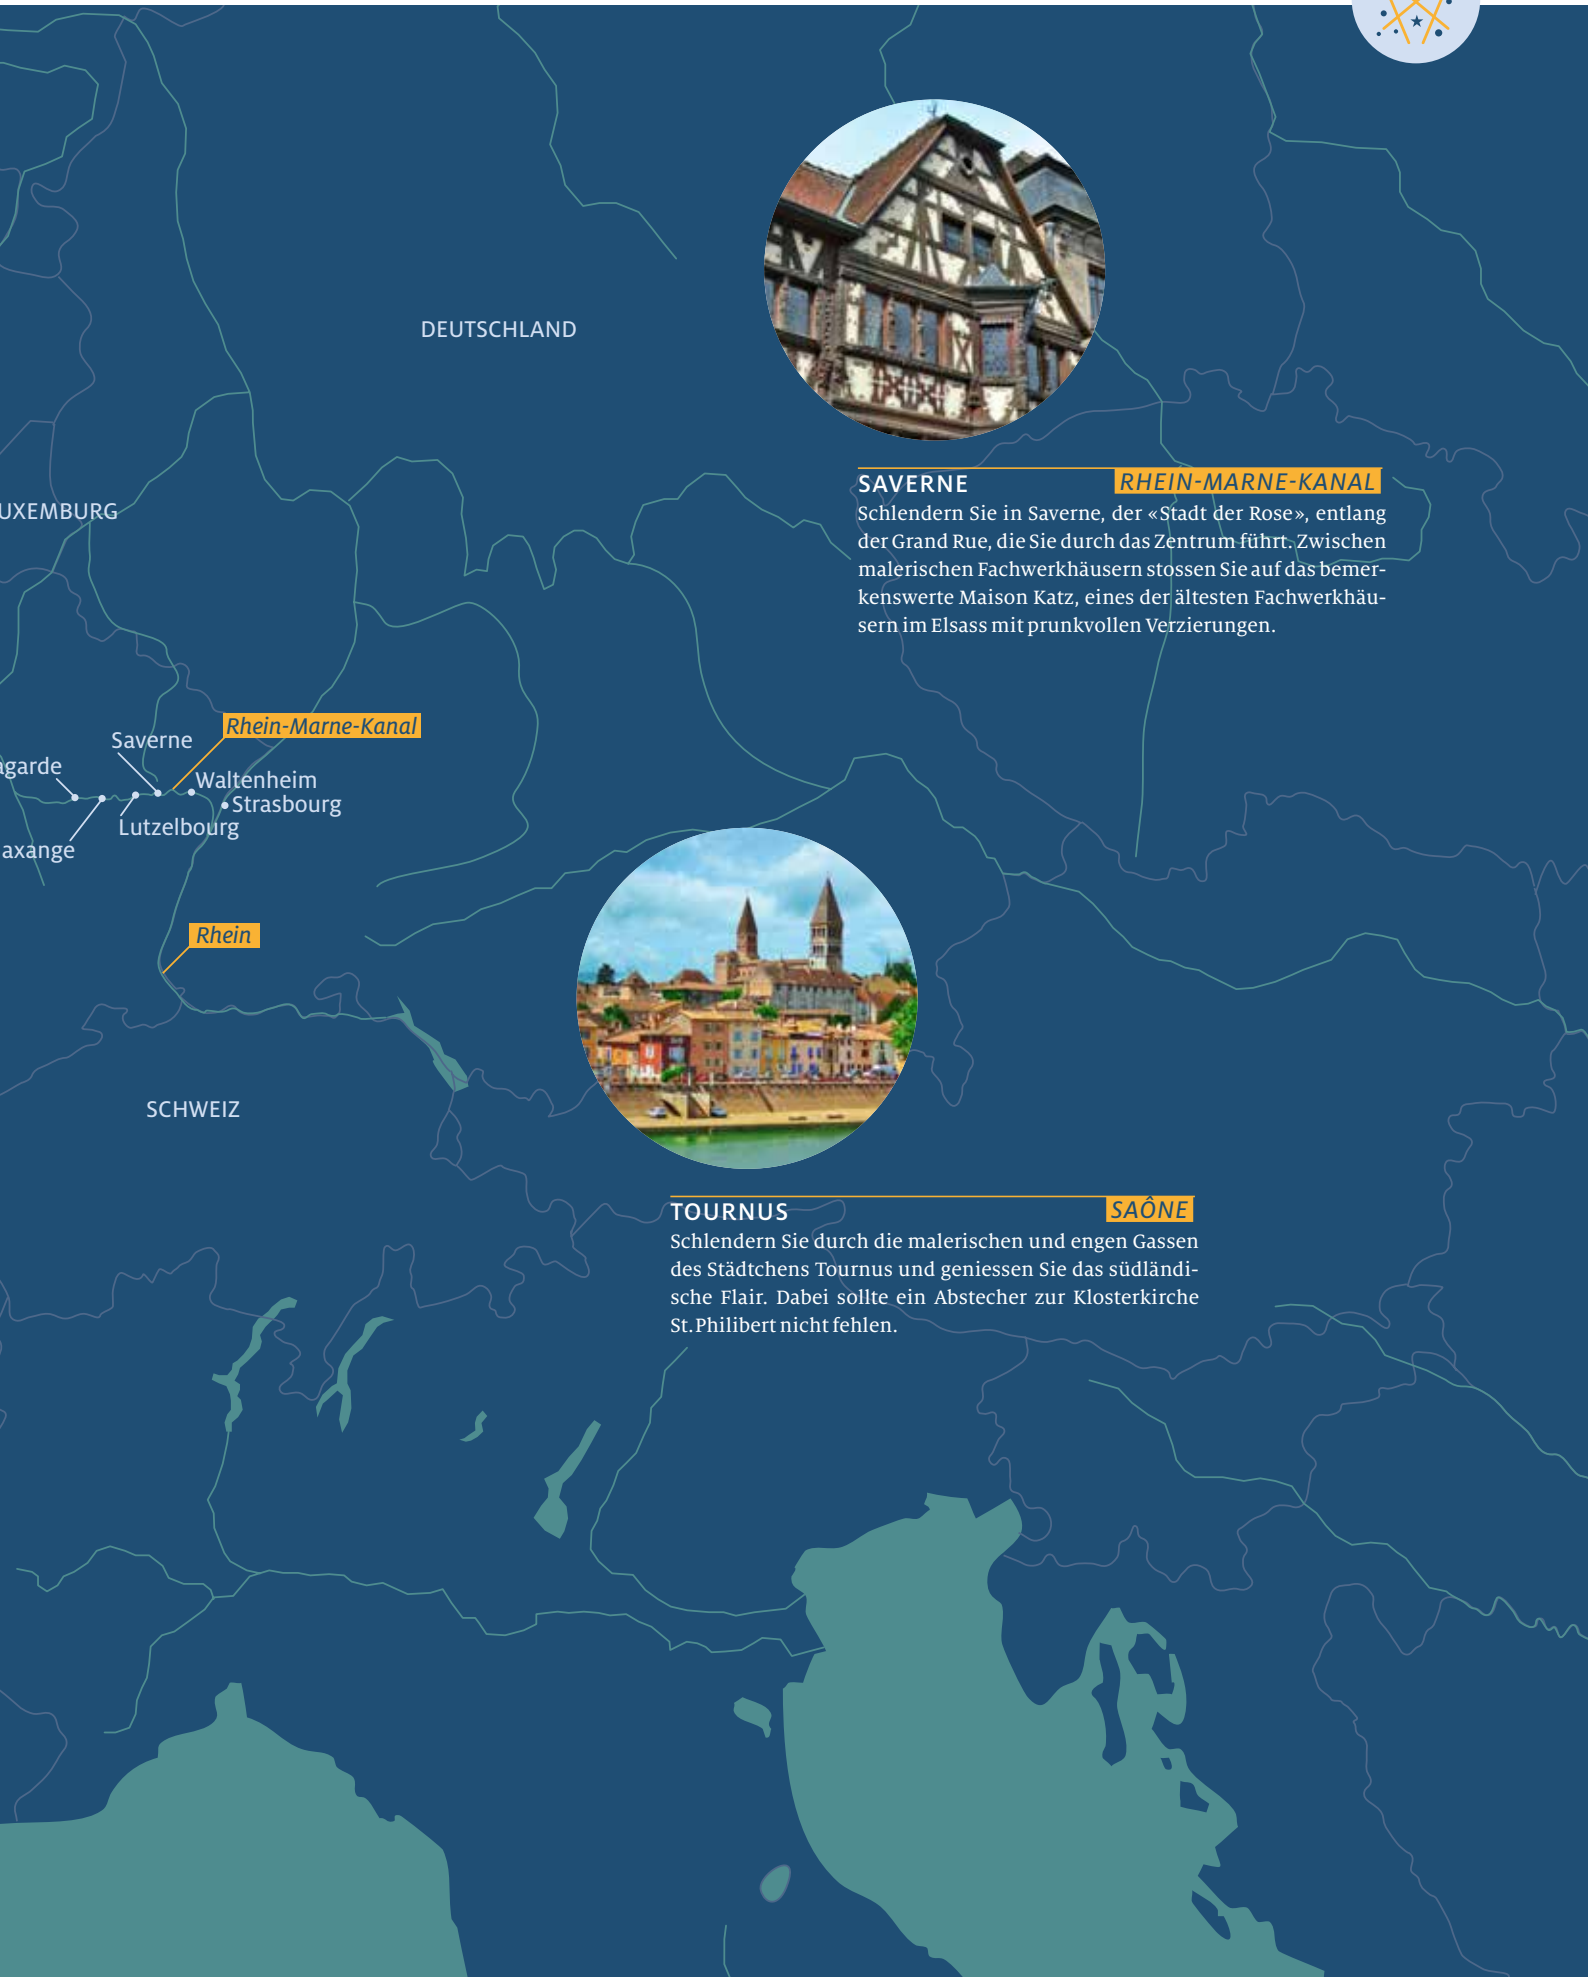 DEUTSCHLAND
SAVERNE RHEIN-MARNE-KANAL
Schlendern Sie in Saverne, der «Stadt der Rose», entlang
der Grand Rue, die Sie durch das Zentrum führt. Zwischen
malerischen Fachwerkhäusern stossen Sie auf das bemer-
kenswerte Maison Katz, eines der ältesten Fachwerkhäu-
sern im Elsass mit prunkvollen Verzierungen.
UXEMBURG
Rhein-Marne-Kanal
Saverne
agarde
Waltenheim
Strasbourg
Lutzelbourg
axange
Rhein
SCHWEIZ
TOURNUS SAÔNE
Schlendern Sie durch die malerischen und engen Gassen
des Städtchens Tournus und geniessen Sie das südländi-
sche Flair. Dabei sollte ein Abstecher zur Klosterkirche
St. Philibert nicht fehlen.